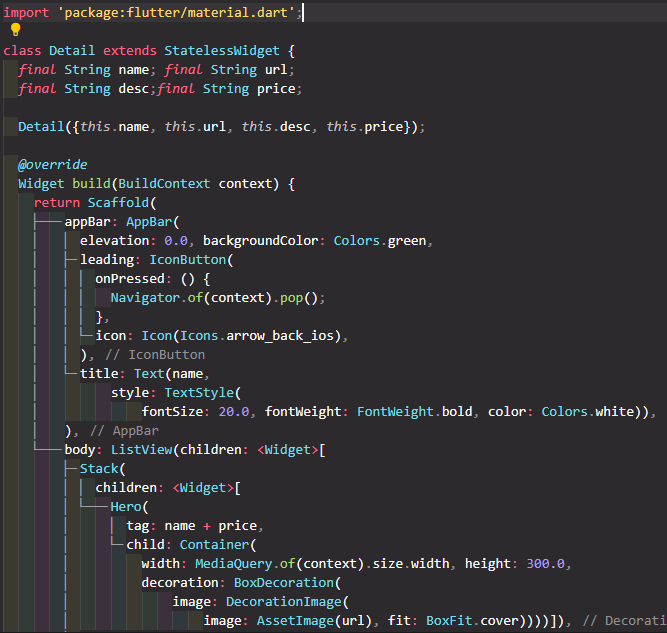 import 'package:flutter/material.dart';
class Detail extends StatelessWidget {
final String name; final String url;
final String desc;final String price;
Detail({this.name, this.url, this.desc, this.price});
@override
Widget build(BuildContext context) {
return Scaffold(
appBar: AppBar(
elevation: 0.0, backgroundColor: Colors.green,
leading: IconButton(
onPressed: () {
Navigator.of(context).pop();
},
icon: Icon(Icons.arrow_back_ios),
), // IconButton
title: Text(name,
style: TextStyle(
fontSize: 20.0, fontWeight: FontWeight.bold, color: Colors.white)),
), // AppBar
body: ListView(children: <Widget>[
Stack(
children: <Widget>[
Hero(
tag: name + price,
child: Container(
width: MediaQuery.of(context).size.width, height: 300.0,
decoration: BoxDecoration(
image: DecorationImage(
image: AssetImage(url), fit: BoxFit.cover))))]), // Decorati